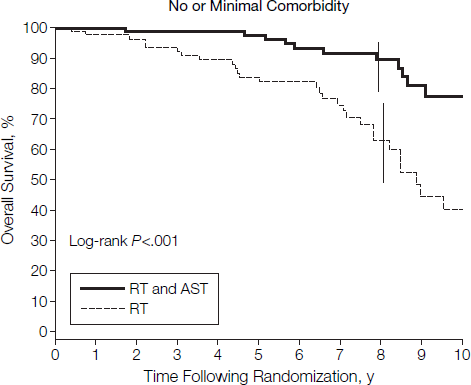 No or Minimal Comorbidity
100
90
80
70
60
50
40
30
20
10
0
Overall Survival, %
Log-rank P<.001
RT and AST
RT
0 1 2 3 4 5 6 7 8 9 10
Time Following Randomization, y